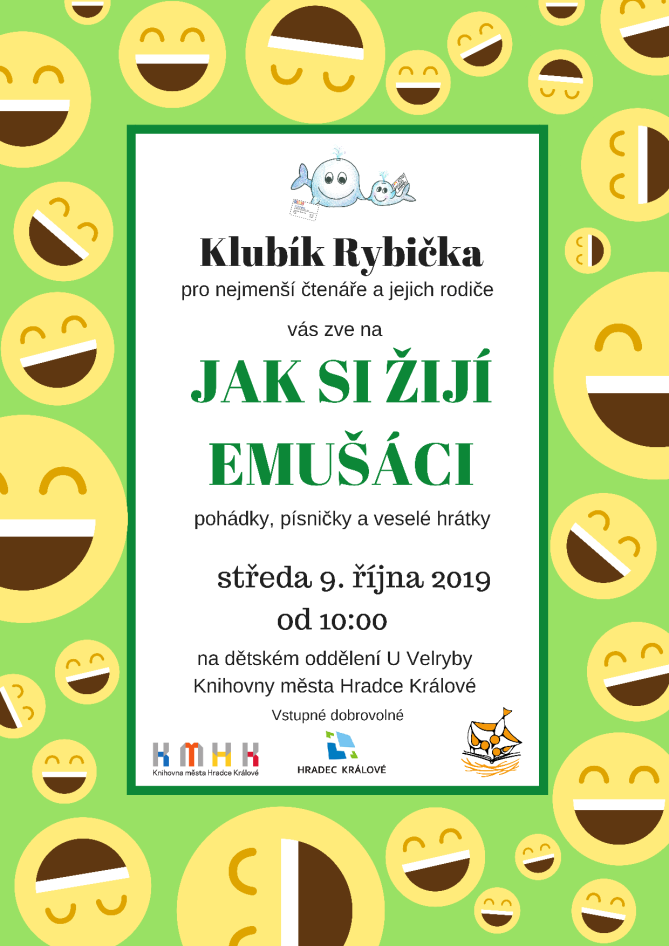 Klubík Rybička
pro nejmenší čtenáře a jejich rodiče
vás zve na
JAK SI ŽIJÍ
EMUŠÁCI
pohádky, písničky a veselé hrátky
středa 9. října 2019
od 10:00
na dětském oddělení U Velryby
Knihovny města Hradce Králové
Vstupné dobrovolné
KMHK
Knihovna města Hradce Králové
HRADEC KRÁLOVÉ